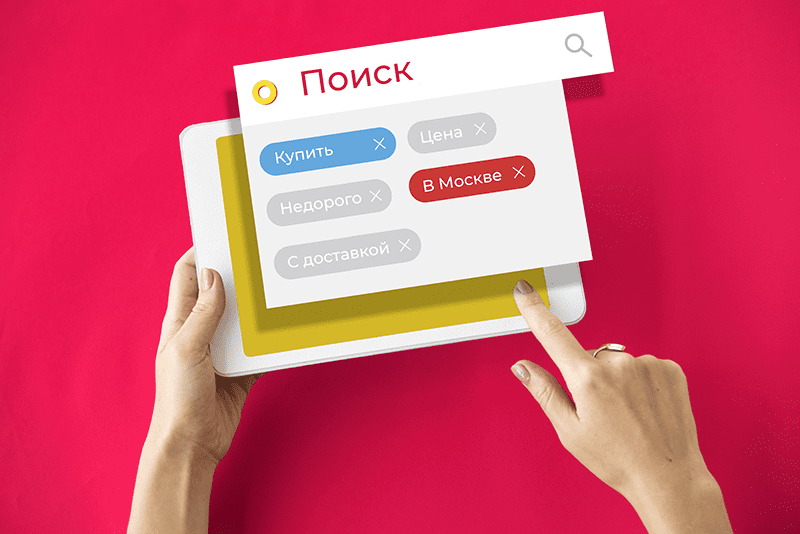 Поиск
Купить
Цена
Недорого
В Москве
С доставкой